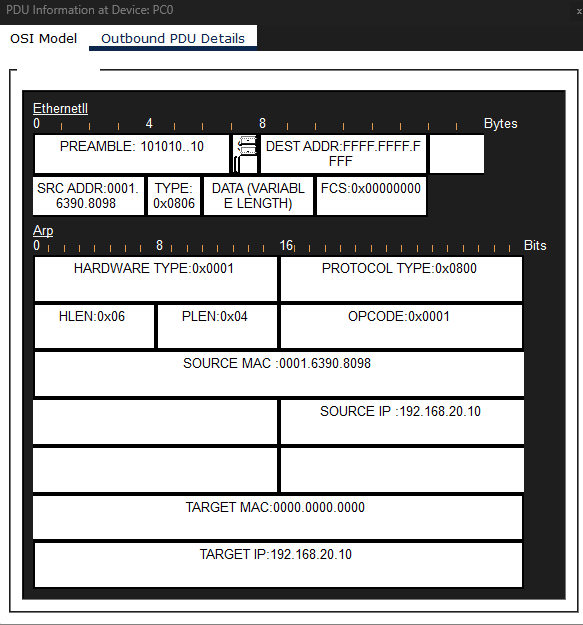 PDU Information at Device: PC0
OSI Model Outbound PDU Details
EthernetII
0 4 8 Bytes
PREAMBLE: 101010..10 DEST ADDR:FFFF.FFFF.F
FFF
SRC ADDR:0001. TYPE: DATA (VARIABL FCS:0x00000000
6390.8098 0x0806 E LENGTH)
Arp
0 8 16 Bits
HARDWARE TYPE:0x0001 PROTOCOL TYPE:0x0800
HLEN:0x06 PLEN:0x04 OPCODE:0x0001
SOURCE MAC :0001.6390.8098
SOURCE IP :192.168.20.10
TARGET MAC:0000.0000.0000
TARGET IP:192.168.20.10